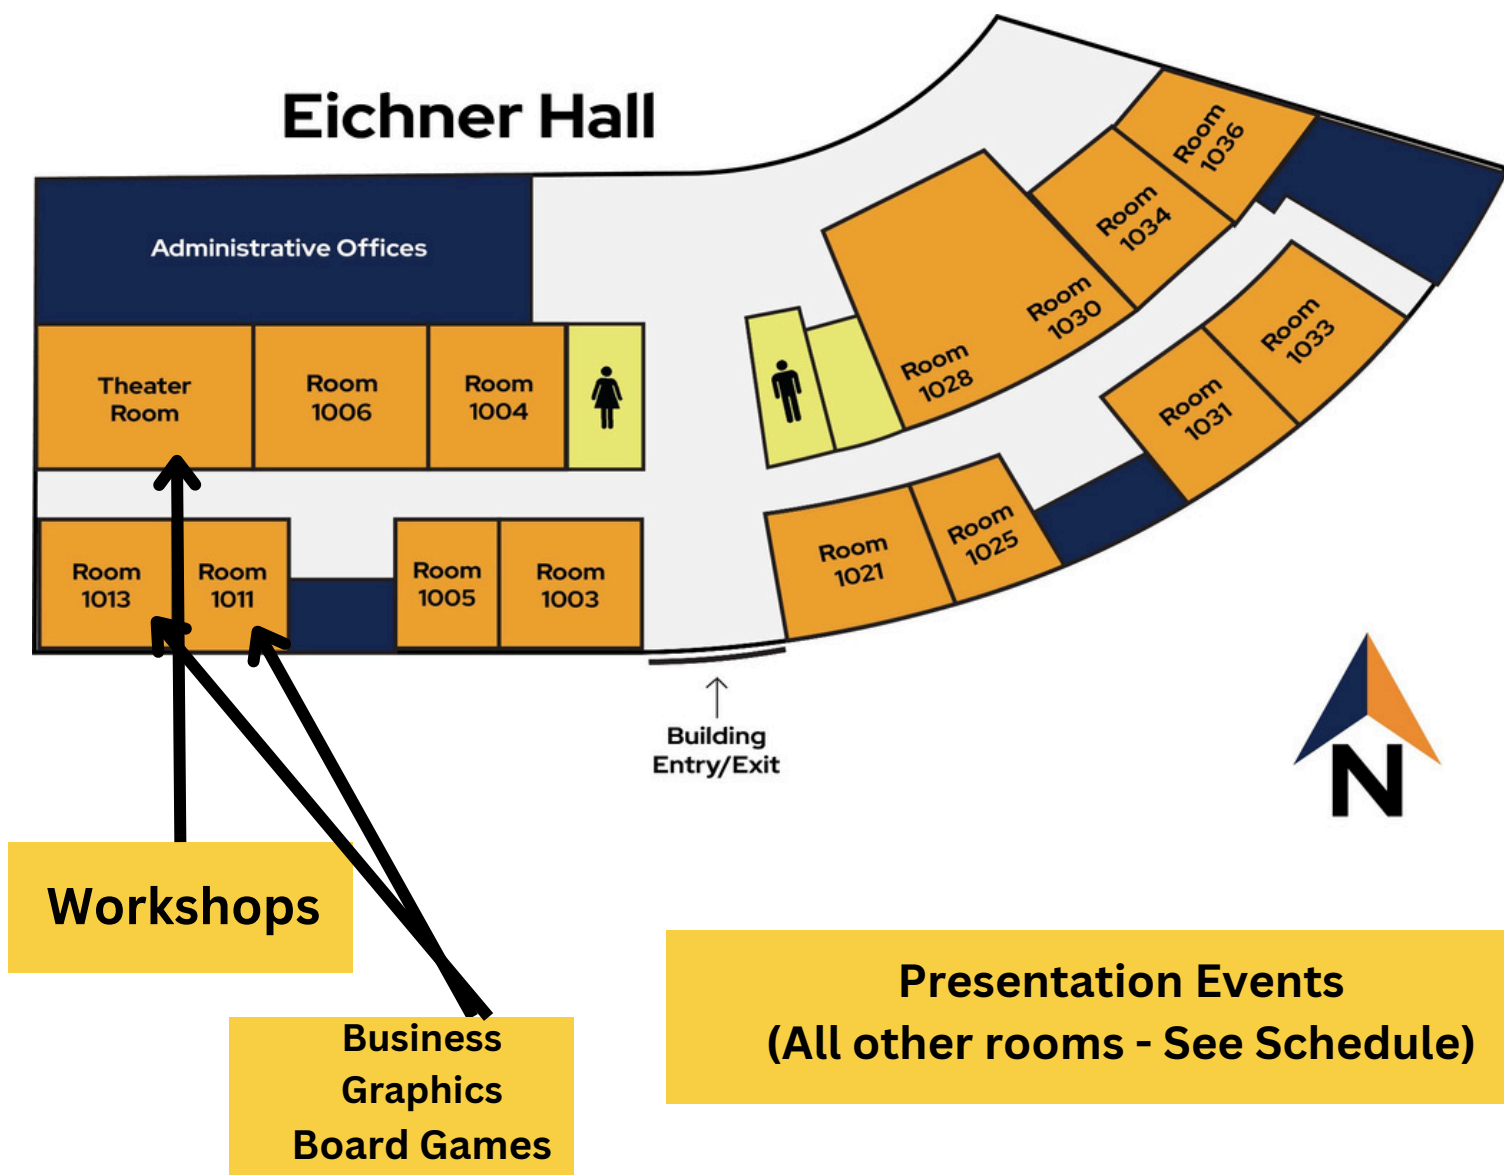 Eichner Hall
Administrative Offices
Theater
Room
Room
1006
Room
1004
Room
1013
Room
1011
Room
1005
Room
1003
Room
1028
Room
1030
Room
1034
Room
1036
Room
1021
Room
1025
Room
1031
Room
1033
Building
Entry/Exit
N
Workshops
Business
Graphics
Board Games
Presentation Events
(All other rooms - See Schedule)